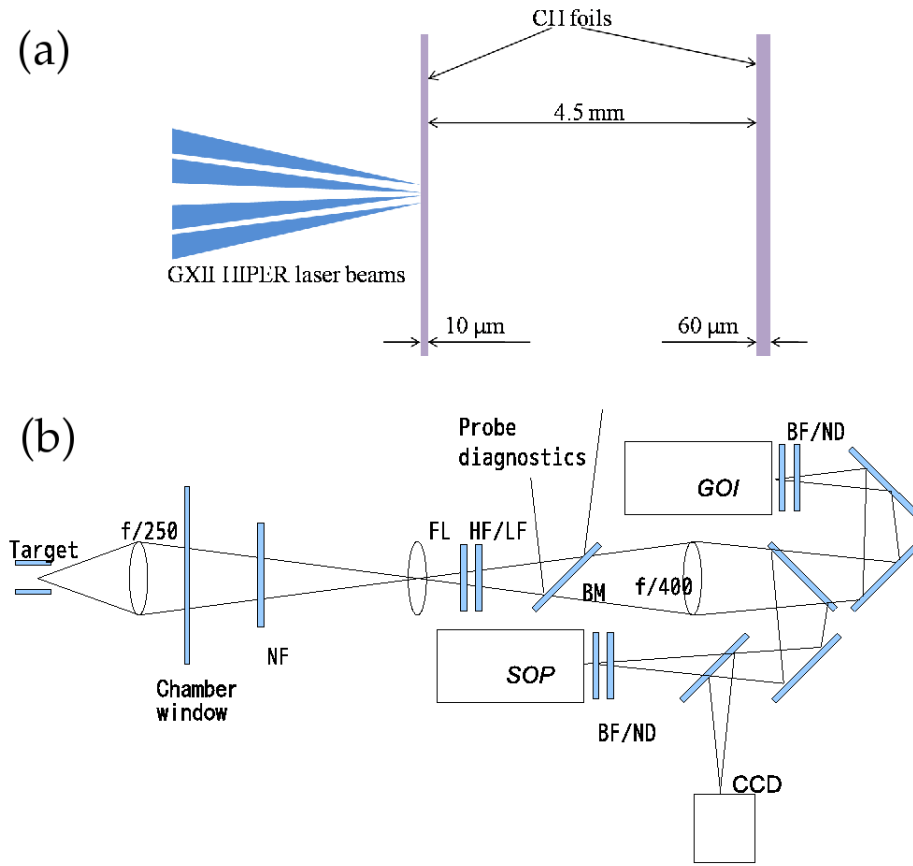 (a)
CH foils
4.5 mm
GXII HIPER laser beams
10 μm
60 μm
(b)
Probe
diagnostics
BF/ND
GOI
f/250
FL
HF/LF
Target
BM
f/400
NF
SOP
Chamber
window
BF/ND
CCD